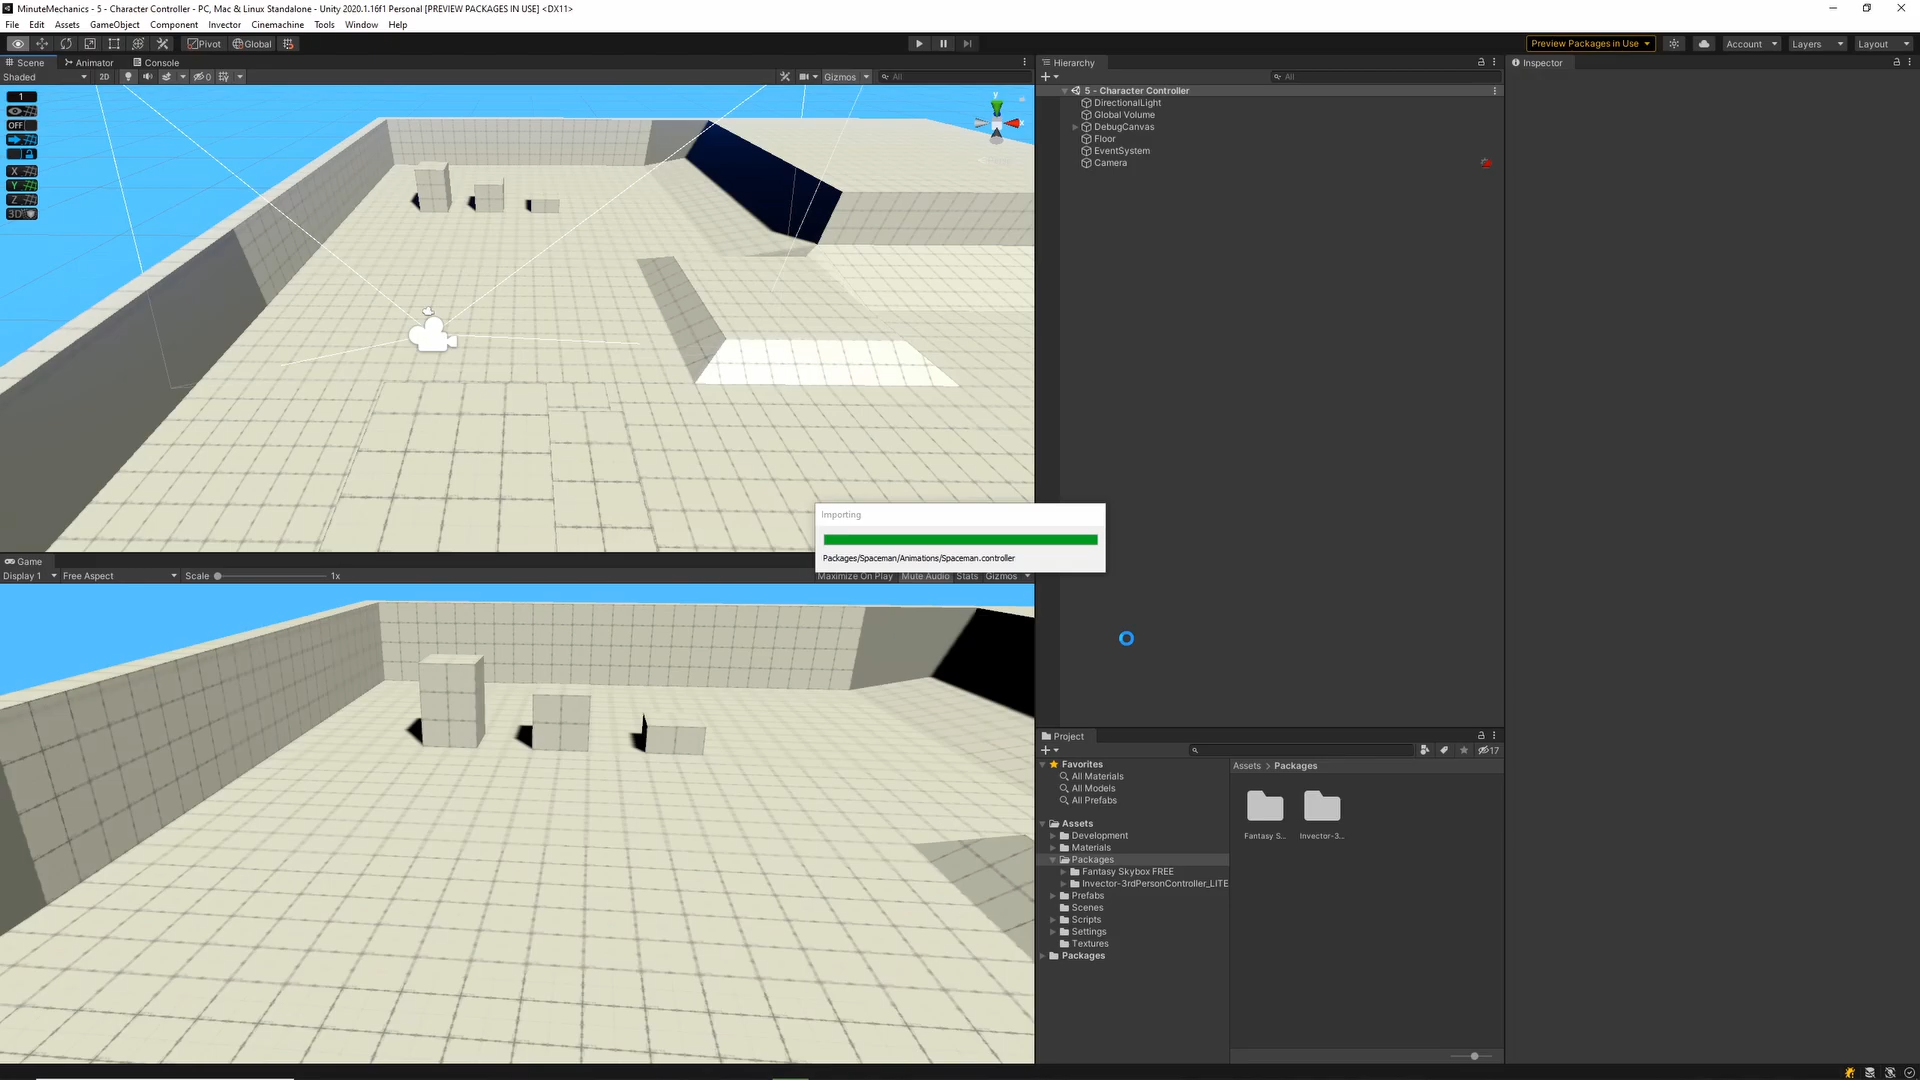 MinuteMechanics - 5 - Character Controller - PC, Mac & Linux Standalone - Unity 2020.1.16f1 Personal [PREVIEW PACKAGES IN USE] <DX11>
File Edit Assets GameObject Component Invector Cinemachine Tools Window Help
Pivot Global
Preview Packages in Use Account Layers Layout
Scene Animator Console
Shaded 2D 0 Gizmos All
1
OFF
X
Y
Z
3D
y
x
Hierarchy
All
5 - Character Controller
DirectionalLight
Global Volume
DebugCanvas
Floor
EventSystem
Camera
Inspector
Importing
Packages/Spaceman/Animations/Spaceman.controller
Game
Display 1 Free Aspect Scale 1x Maximize On Play Mute Audio Stats Gizmos
Project
17
Favorites
All Materials
All Models
All Prefabs
Assets
Development
Materials
Packages
Fantasy Skybox FREE
Invector-3rdPersonController_LITE
Prefabs
Scenes
Scripts
Settings
Textures
Packages
Assets > Packages
Fantasy S... Invector-3...